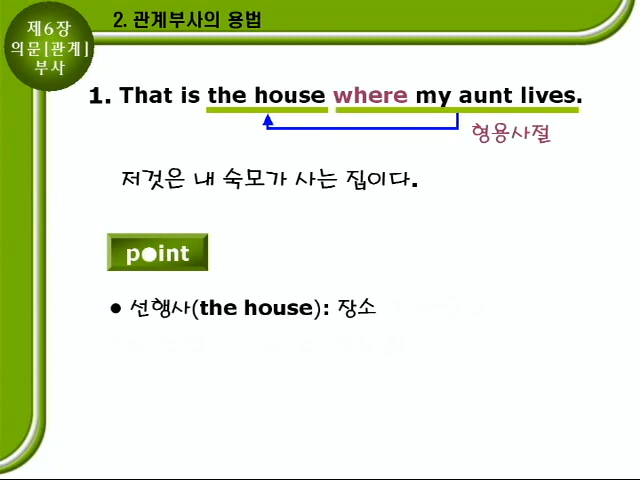 제6장
의문[관계]
부사
2. 관계부사의 용법
1. That is the house where my aunt lives.
형용사절
저것은 내 숙모가 사는 집이다.
point
● 선행사(the house): 장소